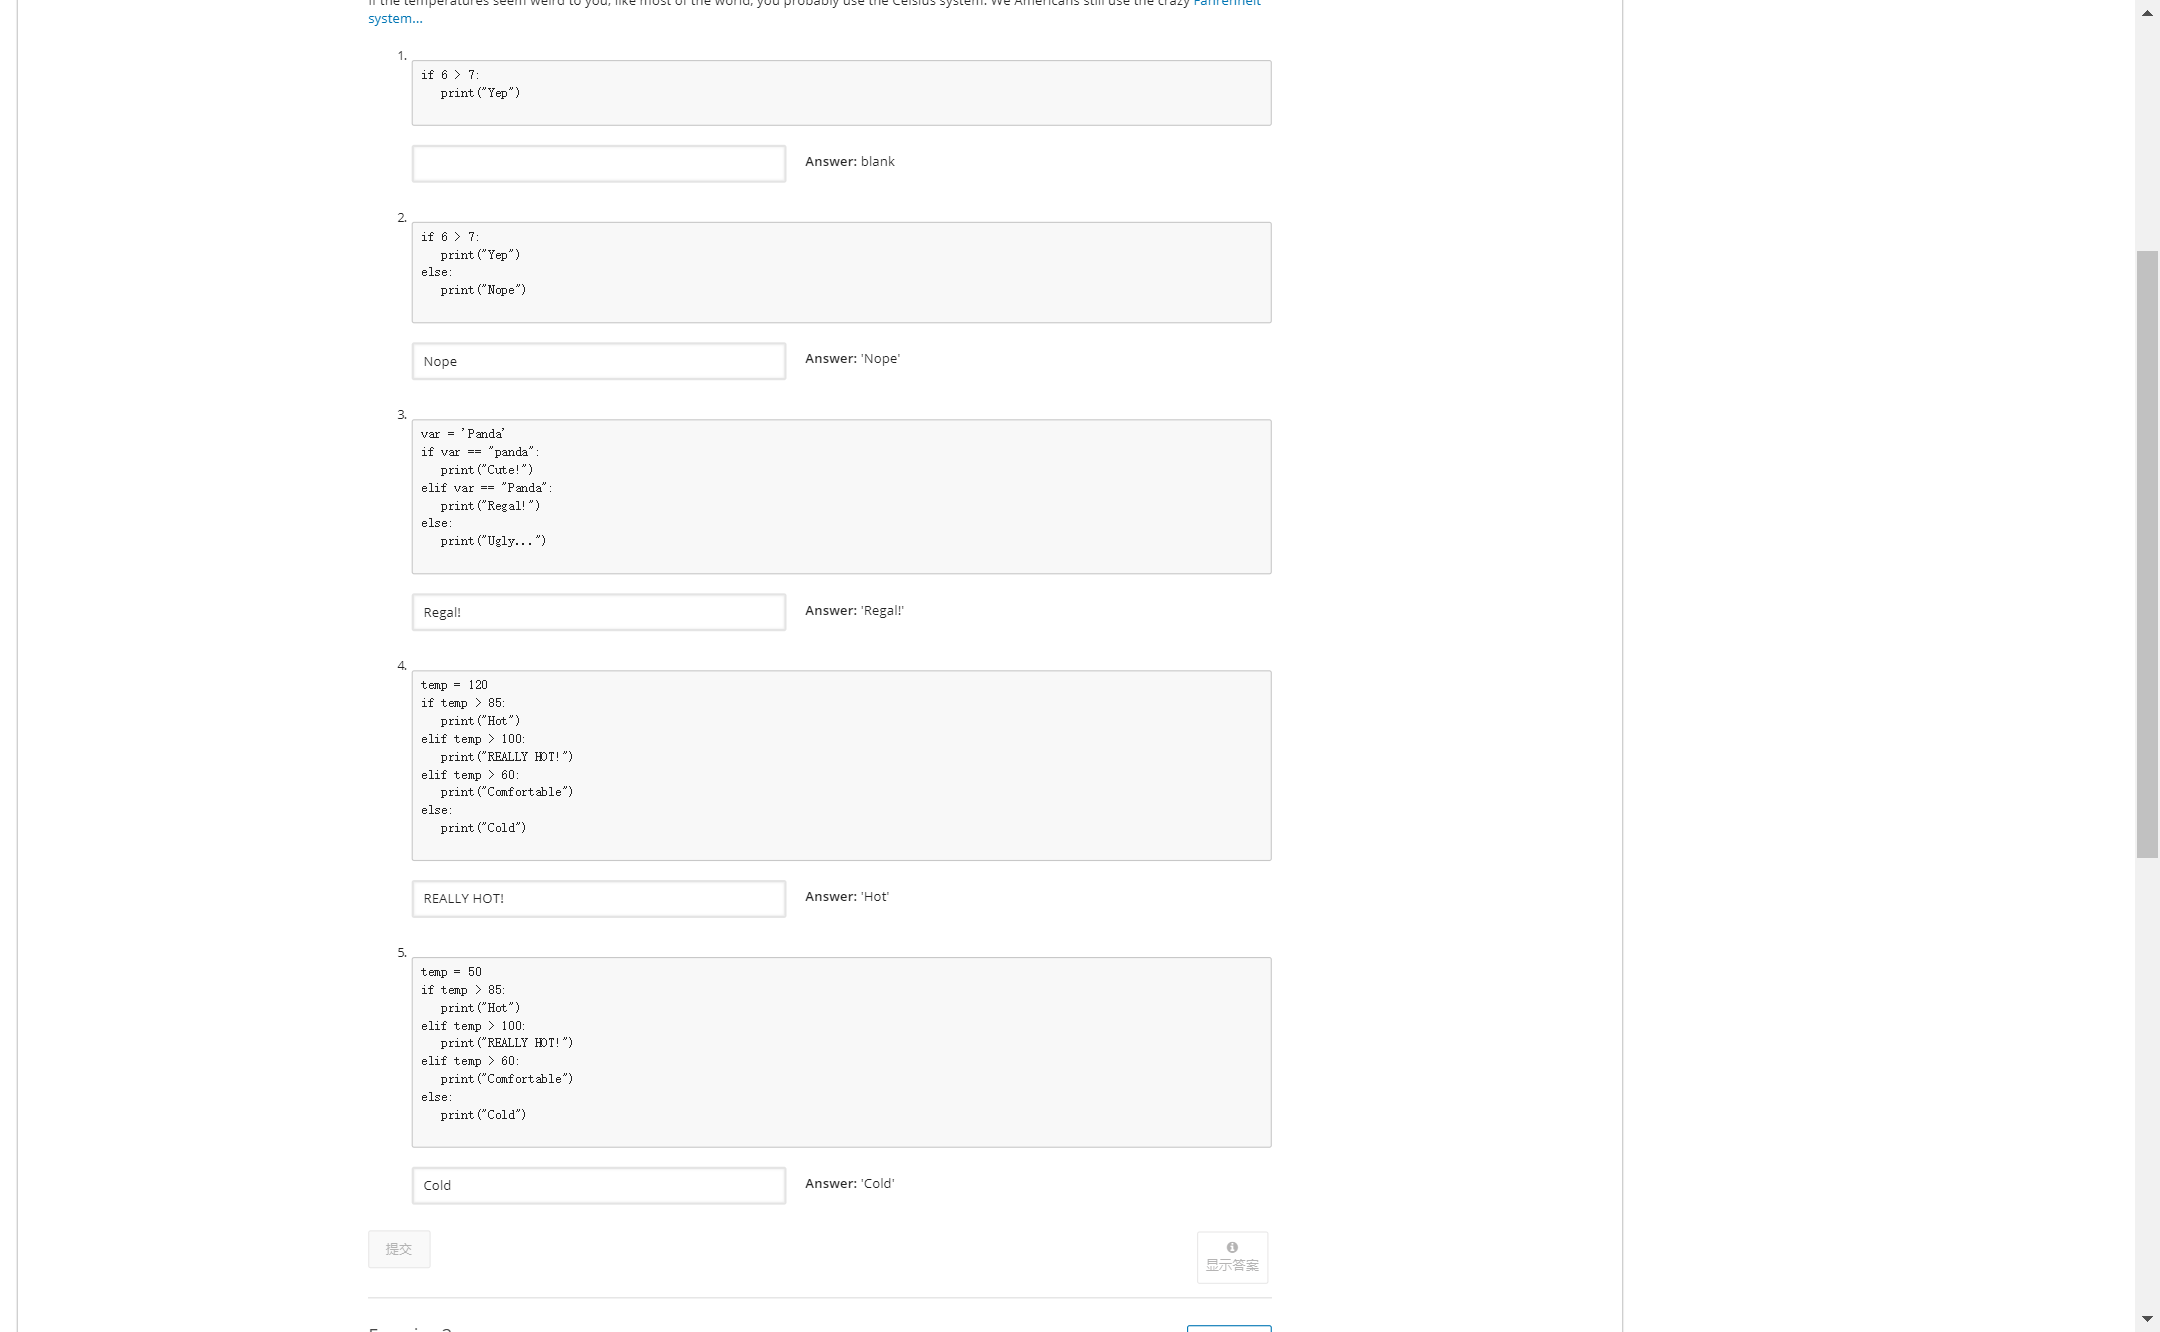 If the temperatures seem weird to you, like most of the world, you probably use the Celsius system. We Americans still use the crazy Fahrenheit
system...
1.
if 6 > 7:
   print("Yep")
Answer: blank
2.
if 6 > 7:
   print("Yep")
else:
   print("Nope")
Nope
Answer: 'Nope'
3.
var = 'Panda'
if var == "panda":
   print("Cute!")
elif var == "Panda":
   print("Regal!")
else:
   print("Ugly...")
Regal!
Answer: 'Regal!'
4.
temp = 120
if temp > 85:
   print("Hot")
elif temp > 100:
   print("REALLY HOT!")
elif temp > 60:
   print("Comfortable")
else:
   print("Cold")
REALLY HOT!
Answer: 'Hot'
5.
temp = 50
if temp > 85:
   print("Hot")
elif temp > 100:
   print("REALLY HOT!")
elif temp > 60:
   print("Comfortable")
else:
   print("Cold")
Cold
Answer: 'Cold'
提交
显示答案